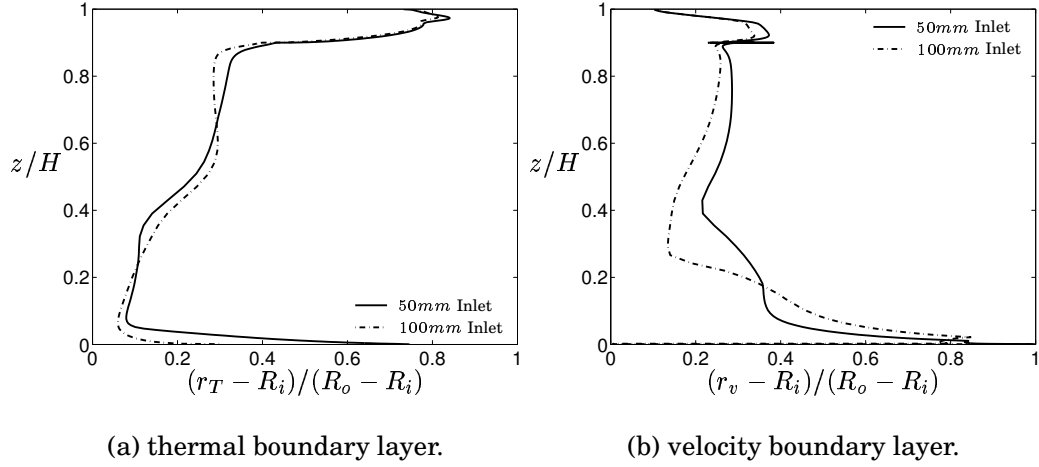 1
0.8
0.6
z/H
0.4
0.2
0
50mm Inlet
100mm Inlet
0 0.2 0.4 0.6 0.8 1
(r_T − R_i)/(R_o − R_i)
(a) thermal boundary layer.
1
0.8
0.6
z/H
0.4
0.2
0
50mm Inlet
100mm Inlet
0 0.2 0.4 0.6 0.8 1
(r_v − R_i)/(R_o − R_i)
(b) velocity boundary layer.